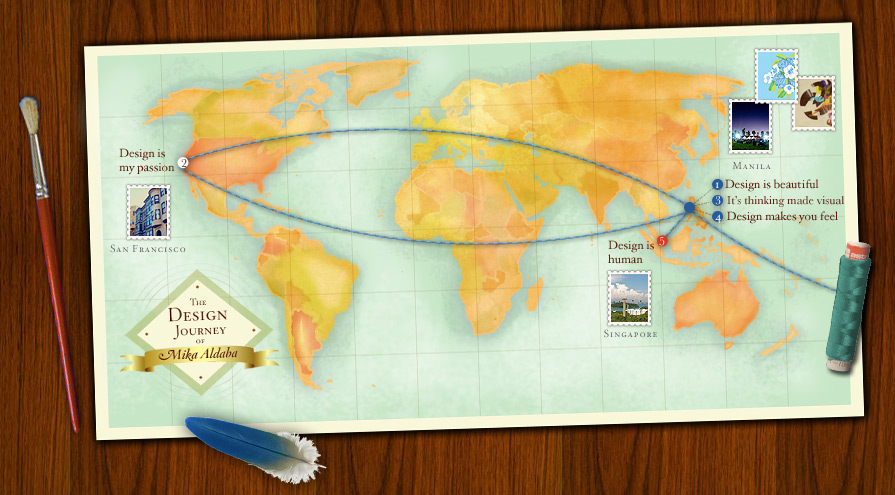 Design is
my passion
2
SAN FRANCISCO
THE
DESIGN
JOURNEY
OF
Mika Aldaba
MANILA
1 Design is beautiful
3 It's thinking made visual
4 Design makes you feel
Design is 5
human
SINGAPORE